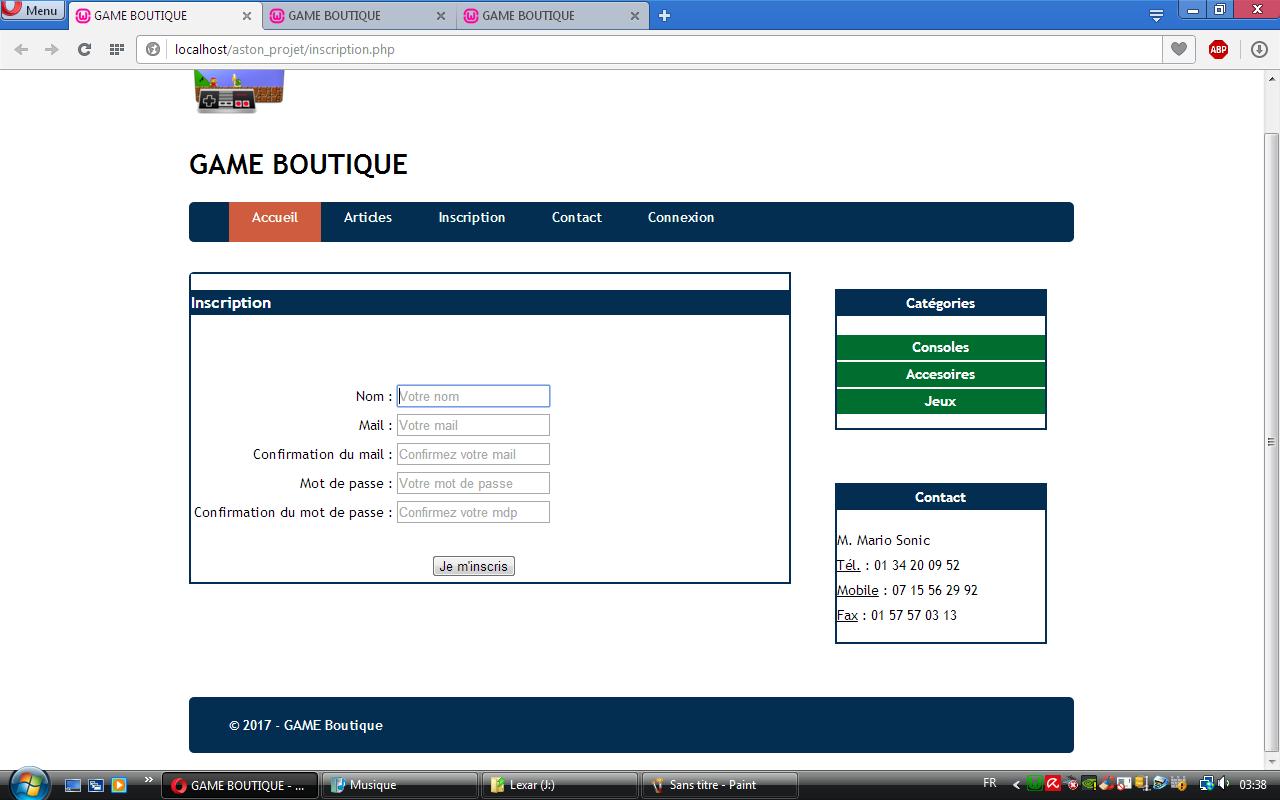 Menu
GAME BOUTIQUE
GAME BOUTIQUE
GAME BOUTIQUE
localhost/aston_projet/inscription.php
ABP
GAME BOUTIQUE
Accueil
Articles
Inscription
Contact
Connexion
Inscription
Nom : Votre nom
Mail : Votre mail
Confirmation du mail : Confirmez votre mail
Mot de passe : Votre mot de passe
Confirmation du mot de passe : Confirmez votre mdp
Je m'inscris
Catégories
Consoles
Accesoires
Jeux
Contact
M. Mario Sonic
Tél. : 01 34 20 09 52
Mobile : 07 15 56 29 92
Fax : 01 57 57 03 13
© 2017 - GAME Boutique
GAME BOUTIQUE - ...
Musique
Lexar (J:)
Sans titre - Paint
FR
03:38